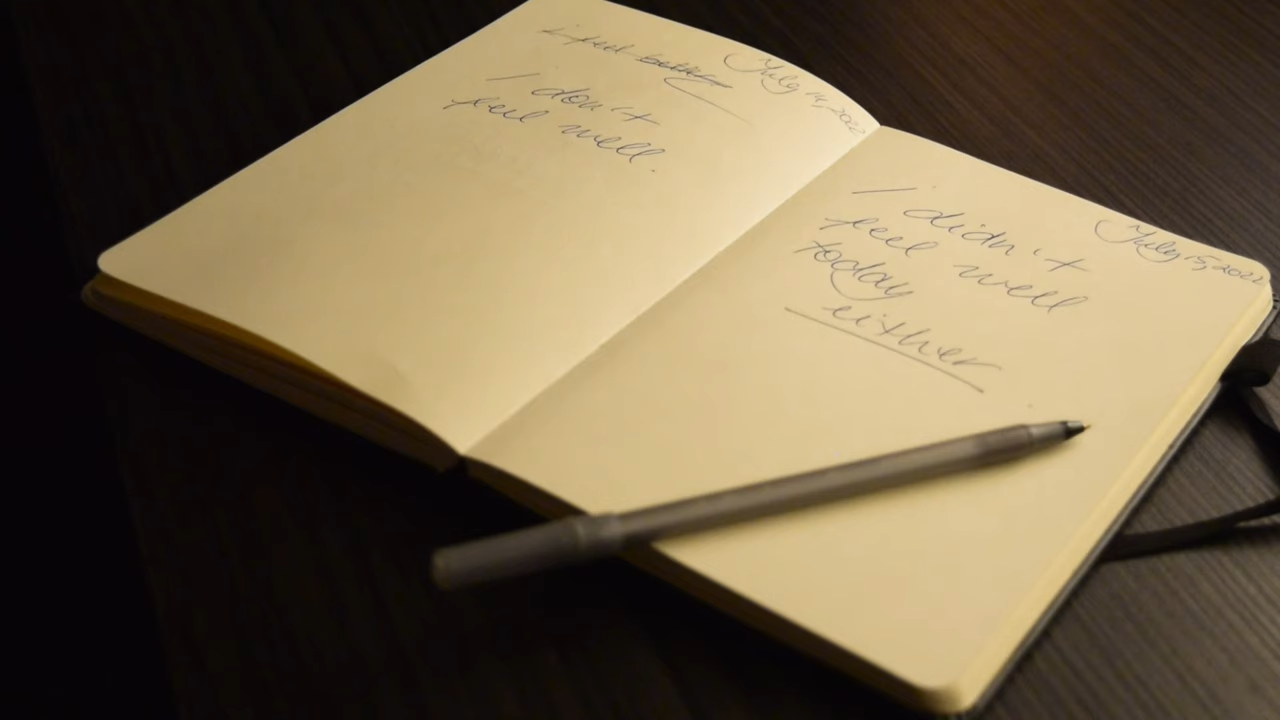 July 14, 2022
I feel better
I don't
feel well.
July 15, 2022
I didn't
feel well
today
either